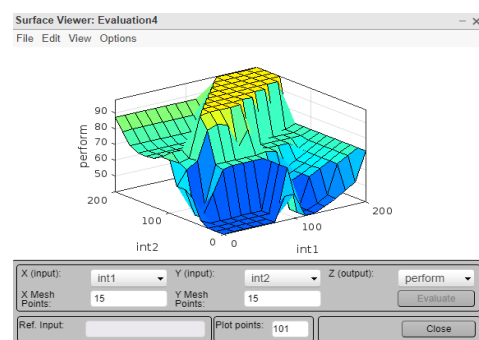 Surface Viewer: Evaluation4 – ×
File Edit View Options
90
80
70
60
50
perform
200
100
0
int2
0
100
200
int1
X (input): int1 Y (input): int2 Z (output): perform
X Mesh Points: 15 Y Mesh Points: 15 Evaluate
Ref. Input: Plot points: 101 Close